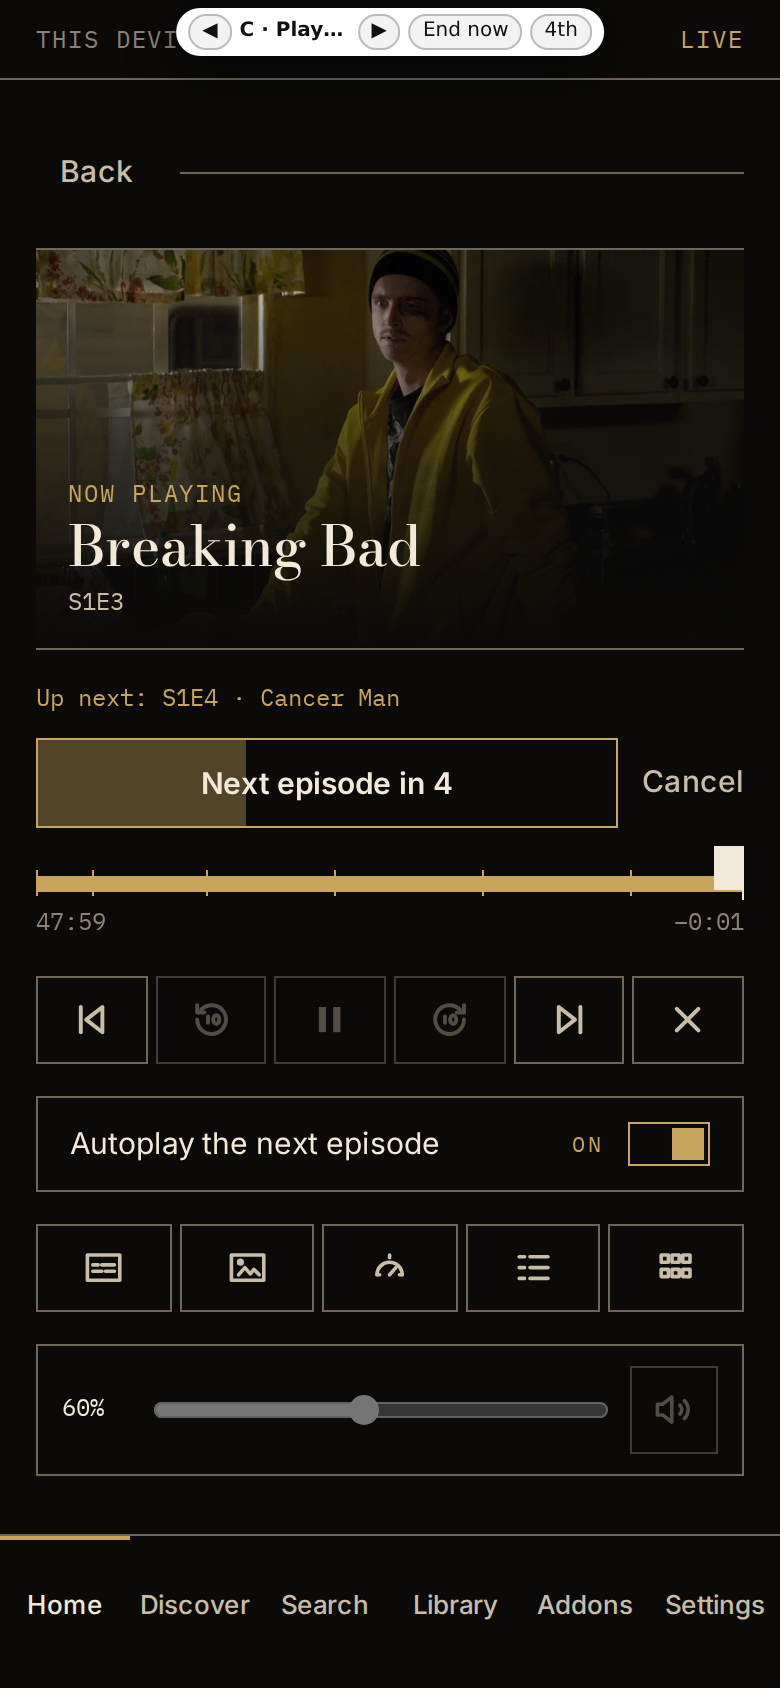 THIS DEVI
◀ C · Play… ▶ End now 4th
LIVE
Back
NOW PLAYING
Breaking Bad
S1E3
Up next: S1E4 · Cancer Man
Next episode in 4
Cancel
47:59
−0:01
10
10
Autoplay the next episode
ON
60%
Home Discover Search Library Addons Settings